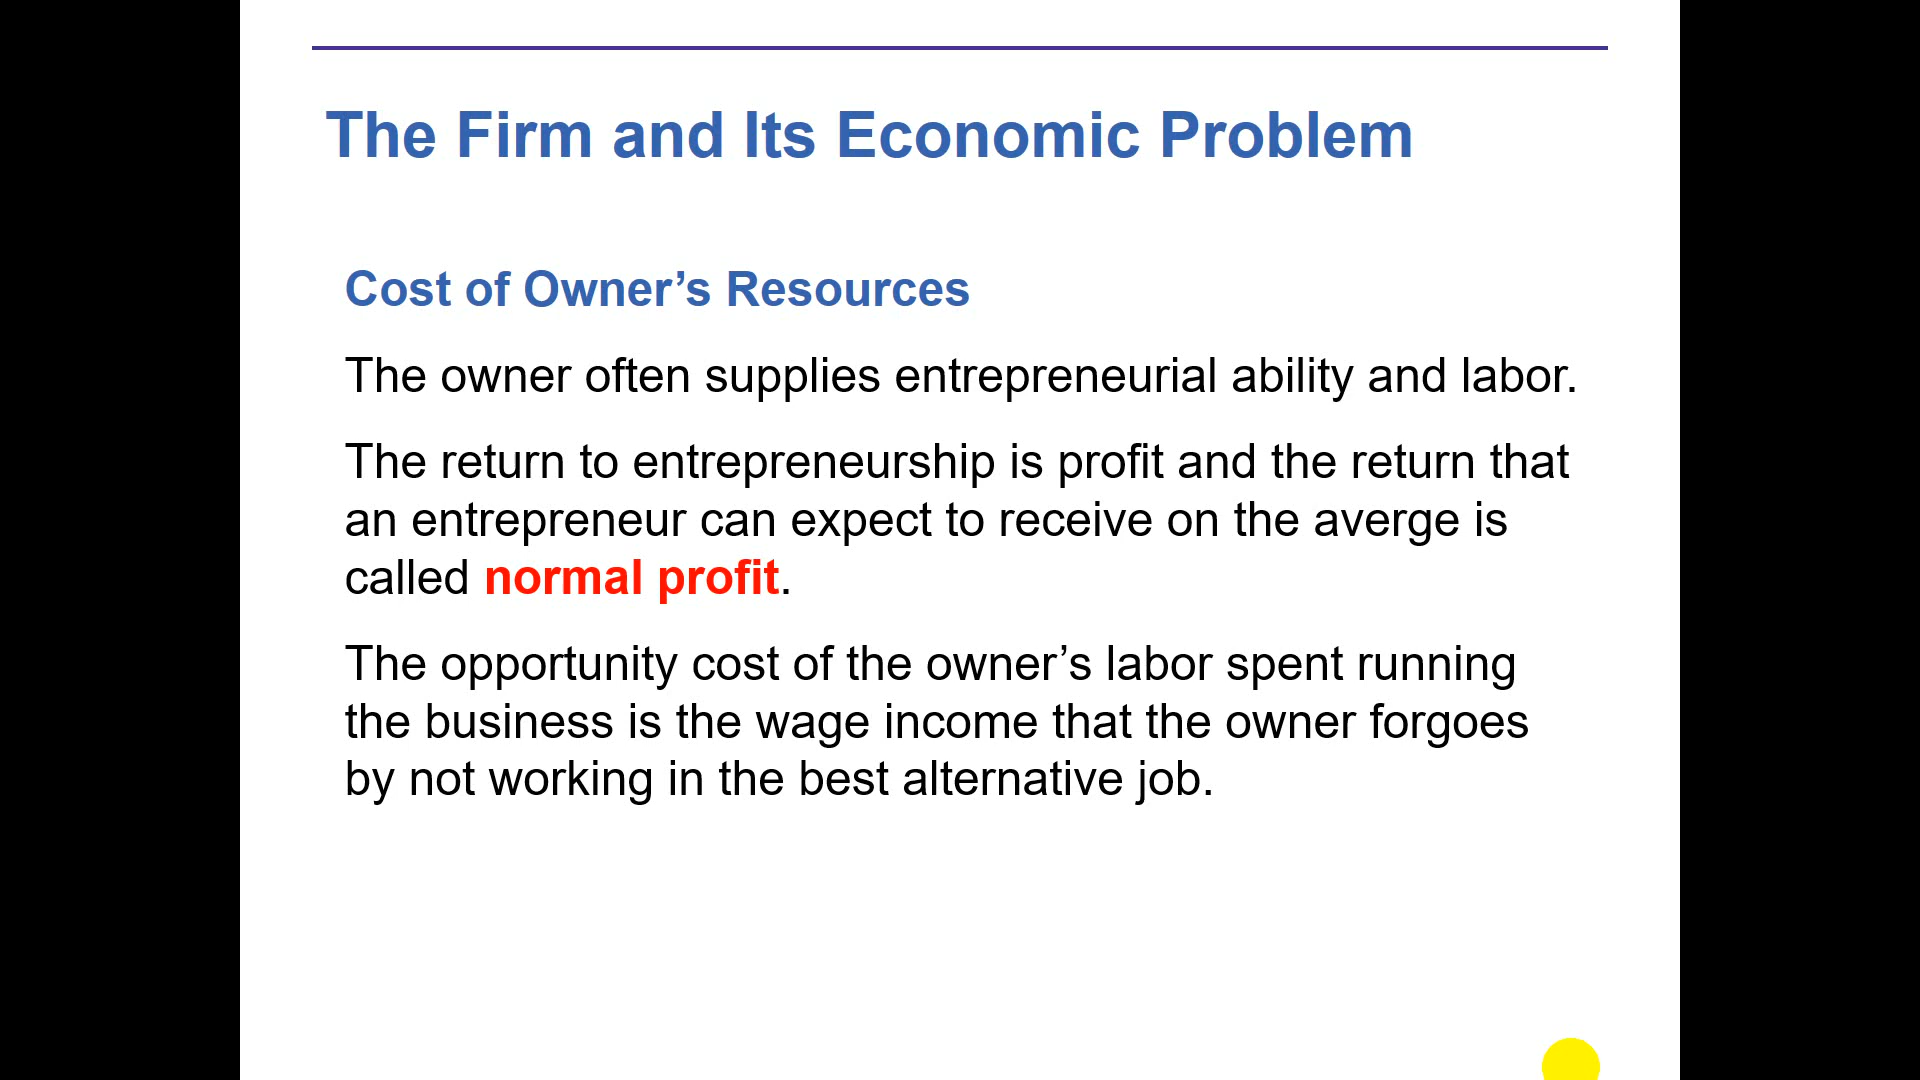 The Firm and Its Economic Problem
Cost of Owner’s Resources
The owner often supplies entrepreneurial ability and labor.
The return to entrepreneurship is profit and the return that
an entrepreneur can expect to receive on the averge is
called normal profit.
The opportunity cost of the owner’s labor spent running
the business is the wage income that the owner forgoes
by not working in the best alternative job.